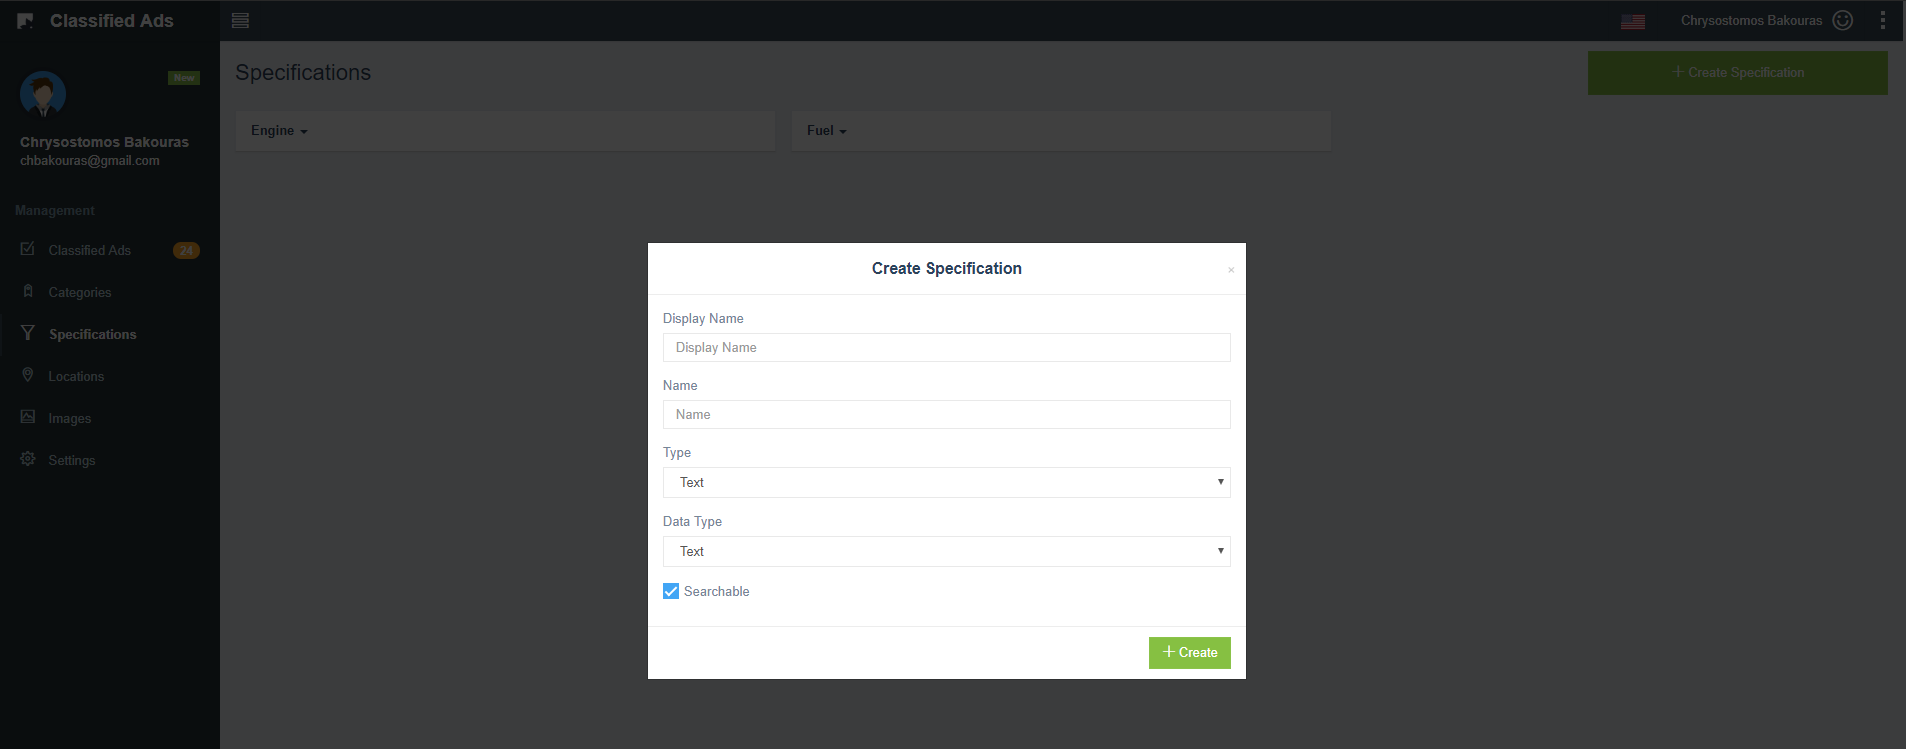 Classified Ads
Chrysostomos Bakouras
New
Chrysostomos Bakouras
chbakouras@gmail.com
Management
Classified Ads 24
Categories
Specifications
Locations
Images
Settings
Specifications
+ Create Specification
Engine
Fuel
Create Specification ×
Display Name
Display Name
Name
Name
Type
Text
Data Type
Text
Searchable
+ Create